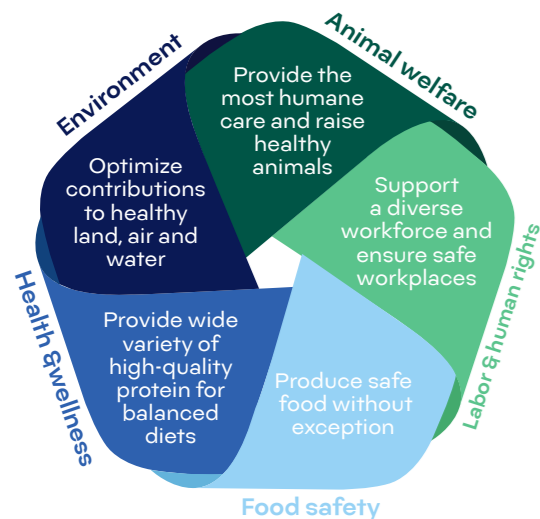 Environment
Optimize
contributions
to healthy
land, air and
water
Animal welfare
Provide the
most humane
care and raise
healthy
animals
Labor & human rights
Support
a diverse
workforce and
ensure safe
workplaces
Food safety
Produce safe
food without
exception
Health &wellness
Provide wide
variety of
high-quality
protein for
balanced
diets